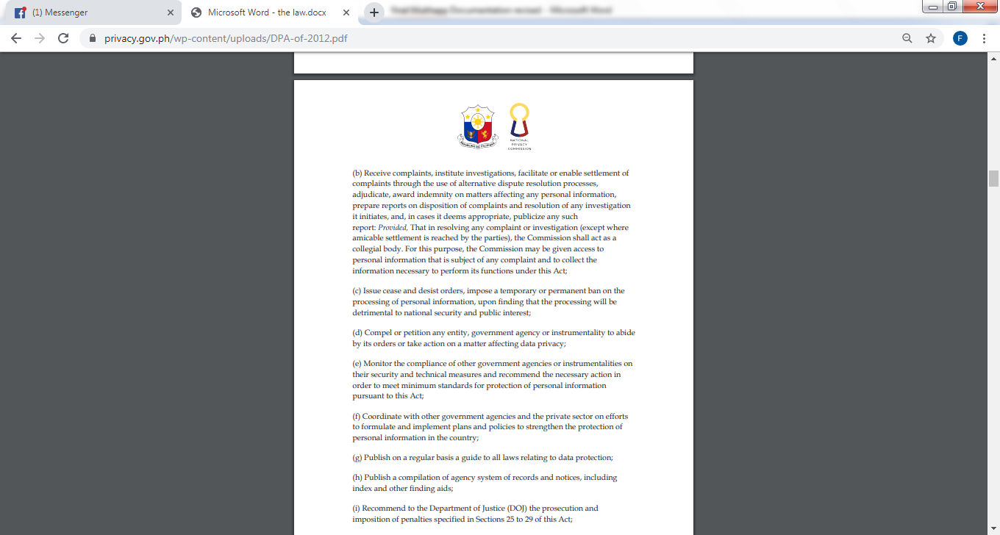 (1) Messenger
Microsoft Word - the law.docx
privacy.gov.ph/wp-content/uploads/DPA-of-2012.pdf
F
NATIONAL
PRIVACY
COMMISSION
(b) Receive complaints, institute investigations, facilitate or enable settlement of
complaints through the use of alternative dispute resolution processes,
adjudicate, award indemnity on matters affecting any personal information,
prepare reports on disposition of complaints and resolution of any investigation
it initiates, and, in cases it deems appropriate, publicize any such
report: Provided, That in resolving any complaint or investigation (except where
amicable settlement is reached by the parties), the Commission shall act as a
collegial body. For this purpose, the Commission may be given access to
personal information that is subject of any complaint and to collect the
information necessary to perform its functions under this Act;
(c) Issue cease and desist orders, impose a temporary or permanent ban on the
processing of personal information, upon finding that the processing will be
detrimental to national security and public interest;
(d) Compel or petition any entity, government agency or instrumentality to abide
by its orders or take action on a matter affecting data privacy;
(e) Monitor the compliance of other government agencies or instrumentalities on
their security and technical measures and recommend the necessary action in
order to meet minimum standards for protection of personal information
pursuant to this Act;
(f) Coordinate with other government agencies and the private sector on efforts
to formulate and implement plans and policies to strengthen the protection of
personal information in the country;
(g) Publish on a regular basis a guide to all laws relating to data protection;
(h) Publish a compilation of agency system of records and notices, including
index and other finding aids;
(i) Recommend to the Department of Justice (DOJ) the prosecution and
imposition of penalties specified in Sections 25 to 29 of this Act;